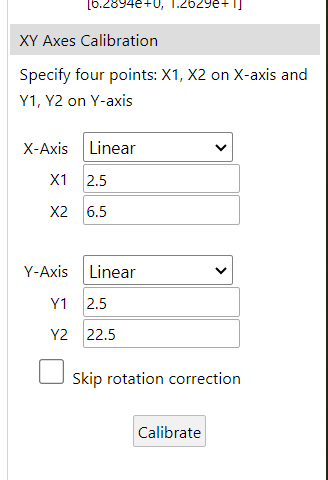 [6.2894e+0, 1.2629e+1]
XY Axes Calibration
Specify four points: X1, X2 on X-axis and
Y1, Y2 on Y-axis
X-Axis Linear
X1 2.5
X2 6.5
Y-Axis Linear
Y1 2.5
Y2 22.5
Skip rotation correction
Calibrate